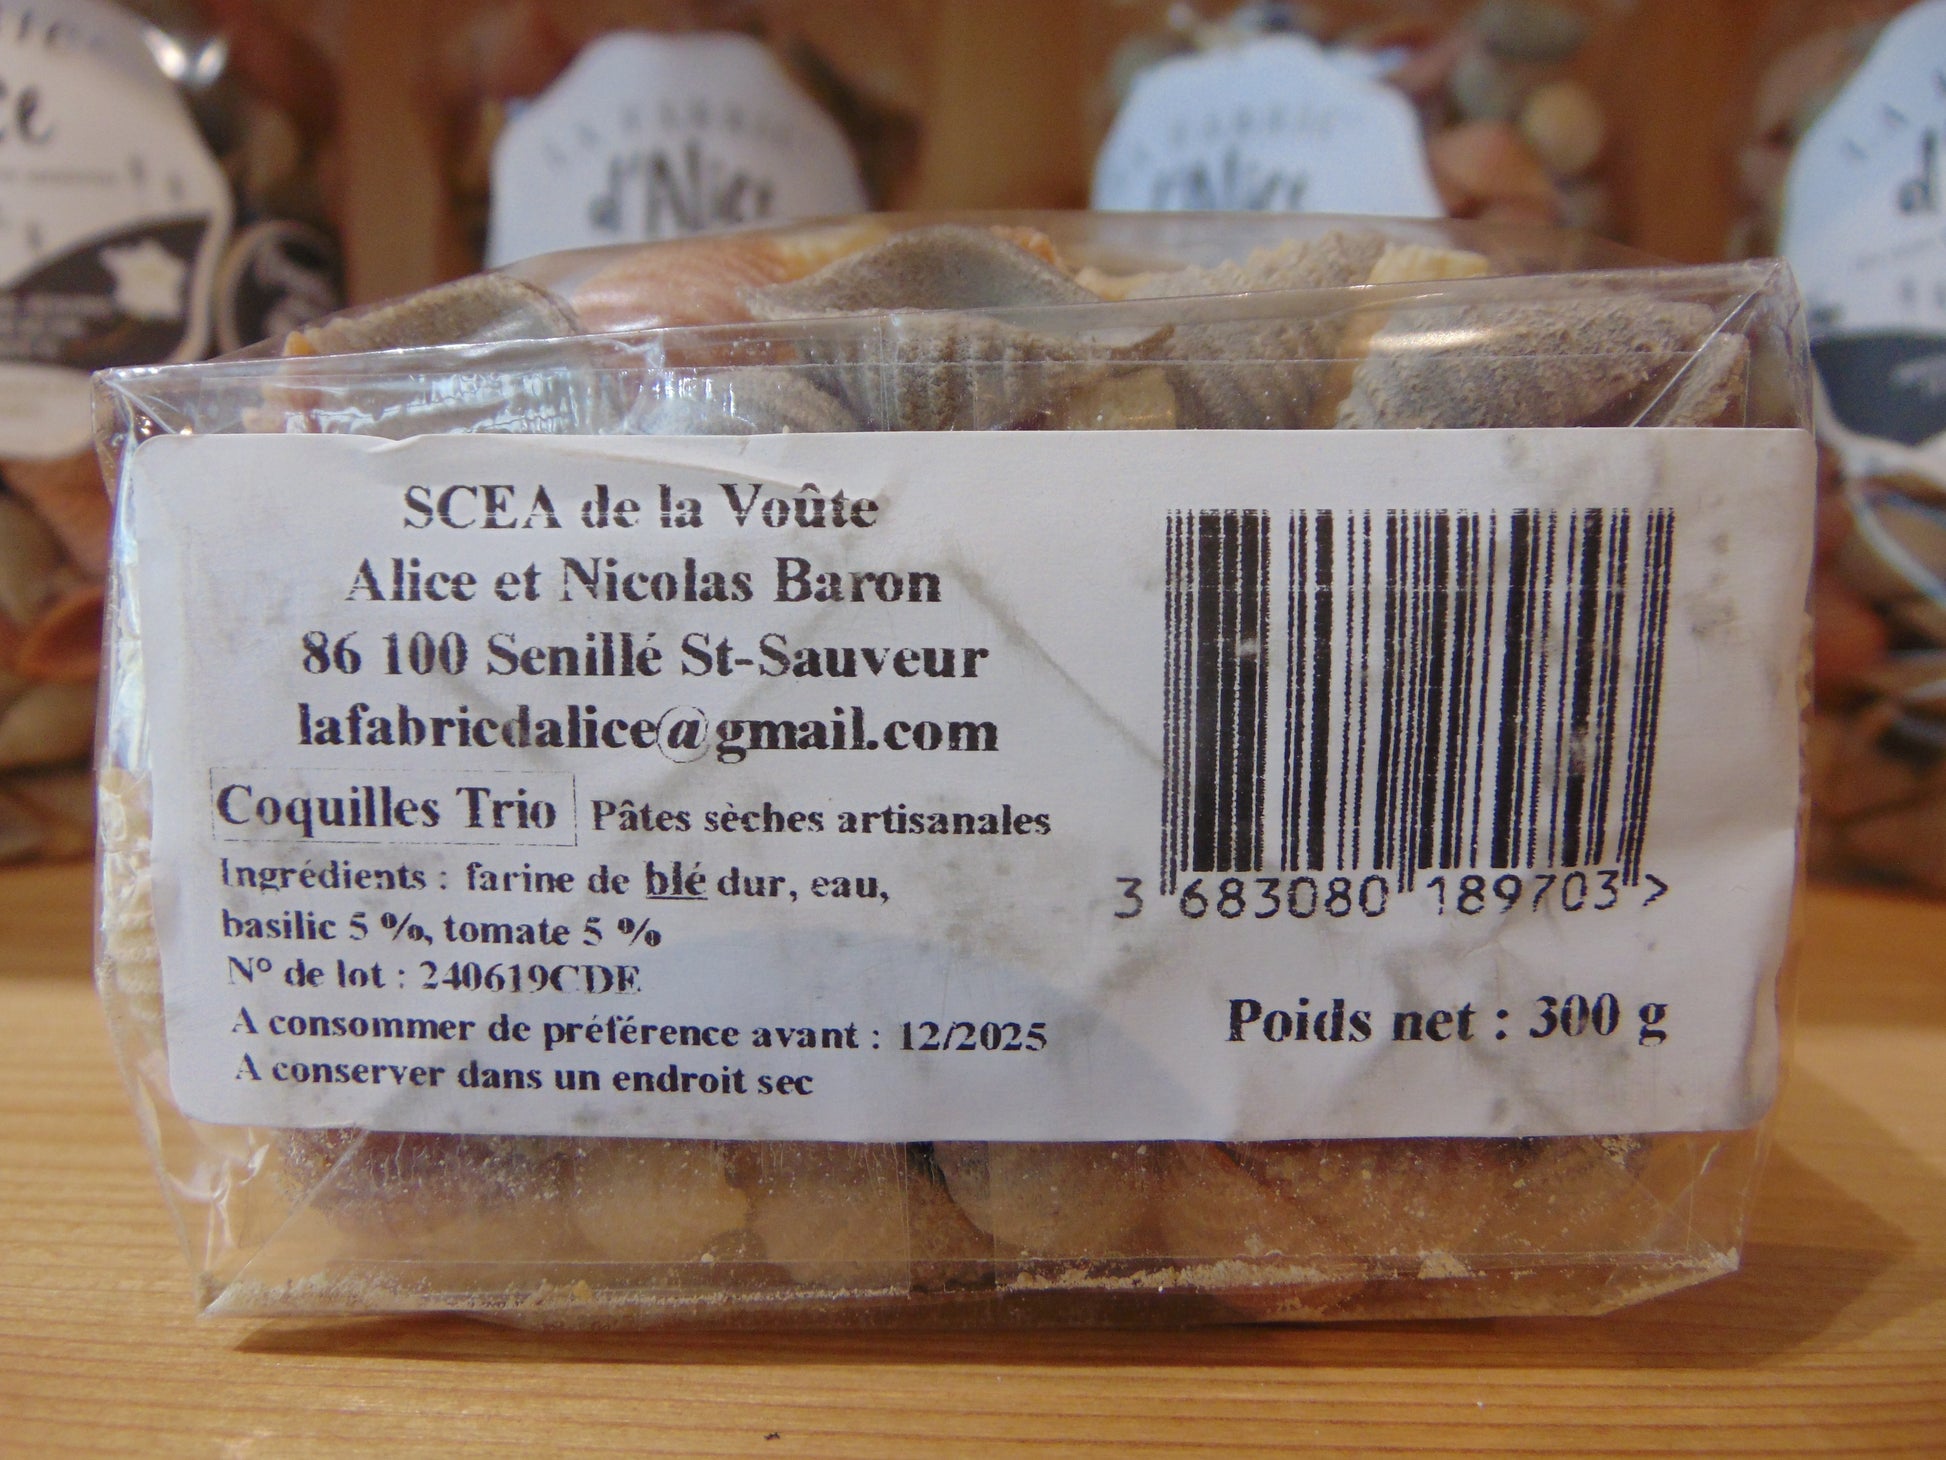 d'Nice
d'Nice
SCEA de la Voûte
Alice et Nicolas Baron
86 100 Senillé St-Sauveur
lafabricdalice@gmail.com
Coquilles Trio Pâtes sèches artisanales
Ingrédients : farine de blé dur, eau,
basilic 5 %, tomate 5 %
N° de lot : 240619CDE
A consommer de préférence avant : 12/2025
A conserver dans un endroit sec
3 683080 189703 >
Poids net : 300 g